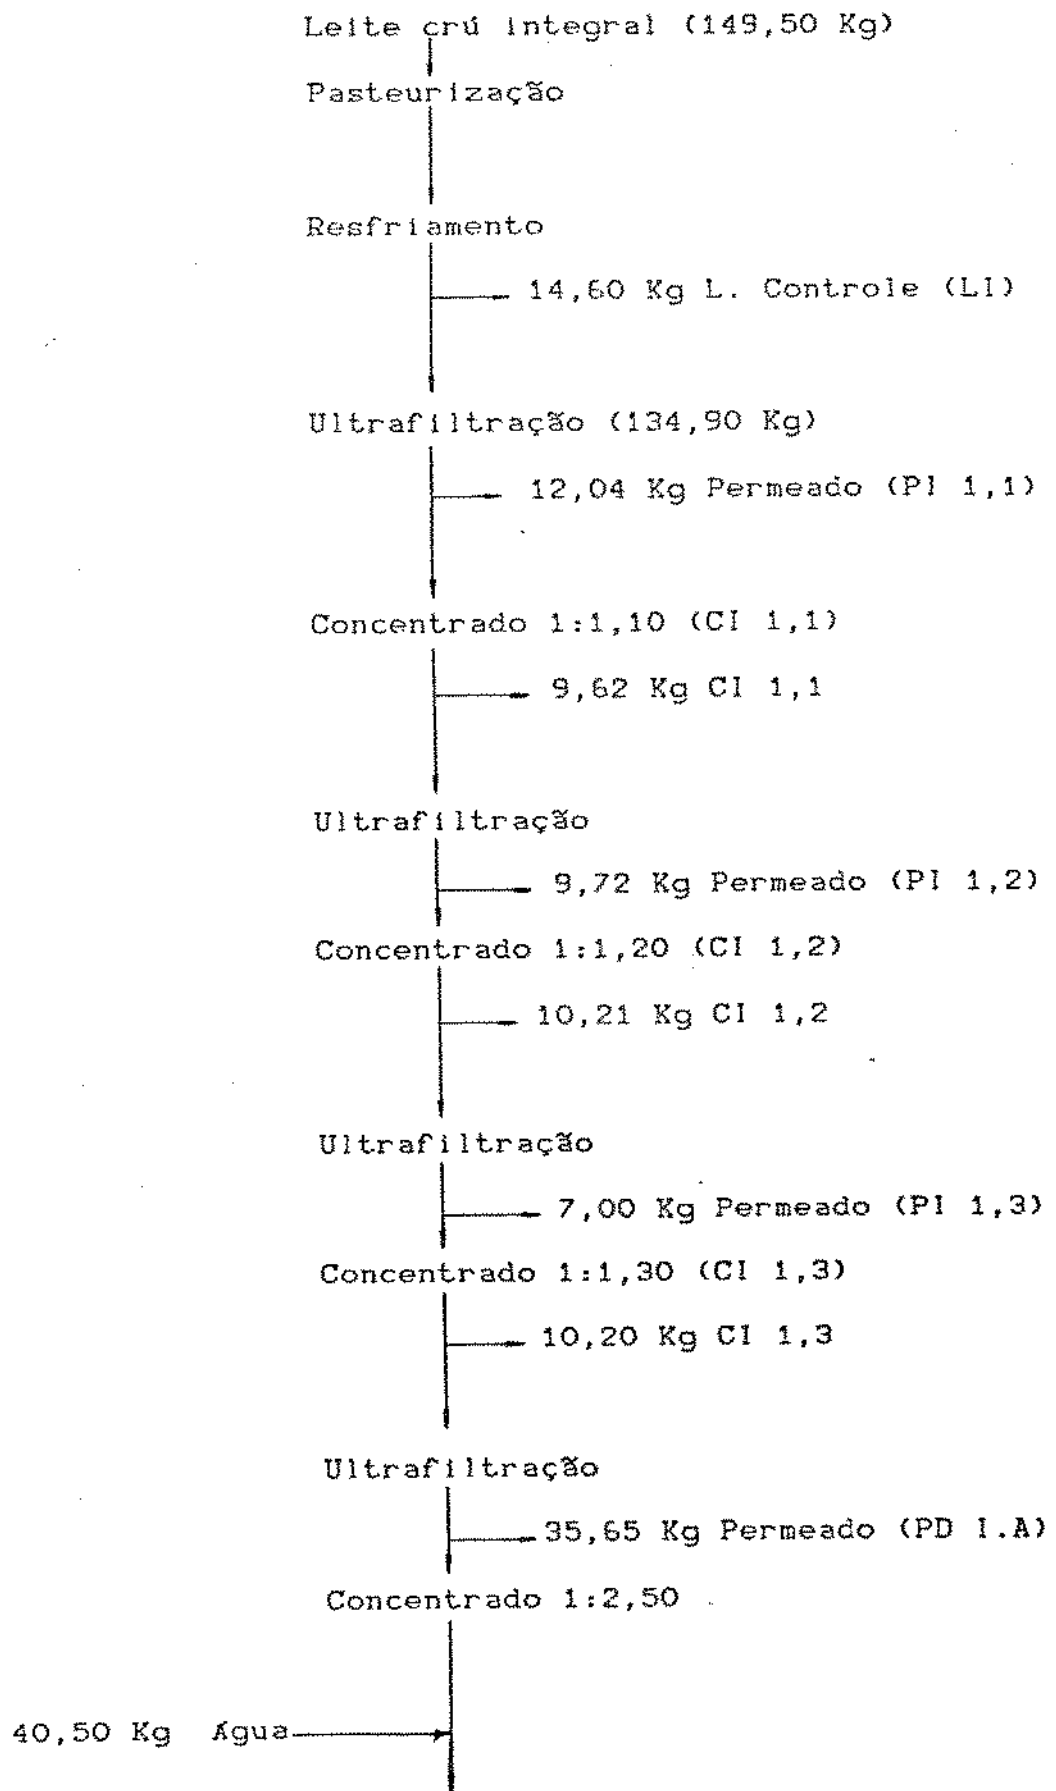 Leite crú integral (149,50 Kg)
Pasteurização
Resfriamento
14,60 Kg L. Controle (LI)
Ultrafiltração (134,90 Kg)
12,04 Kg Permeado (PI 1,1)
Concentrado 1:1,10 (CI 1,1)
9,62 Kg CI 1,1
Ultrafiltração
9,72 Kg Permeado (PI 1,2)
Concentrado 1:1,20 (CI 1,2)
10,21 Kg CI 1,2
Ultrafiltração
7,00 Kg Permeado (PI 1,3)
Concentrado 1:1,30 (CI 1,3)
10,20 Kg CI 1,3
Ultrafiltração
35,65 Kg Permeado (PD I.A)
Concentrado 1:2,50
40,50 Kg Água